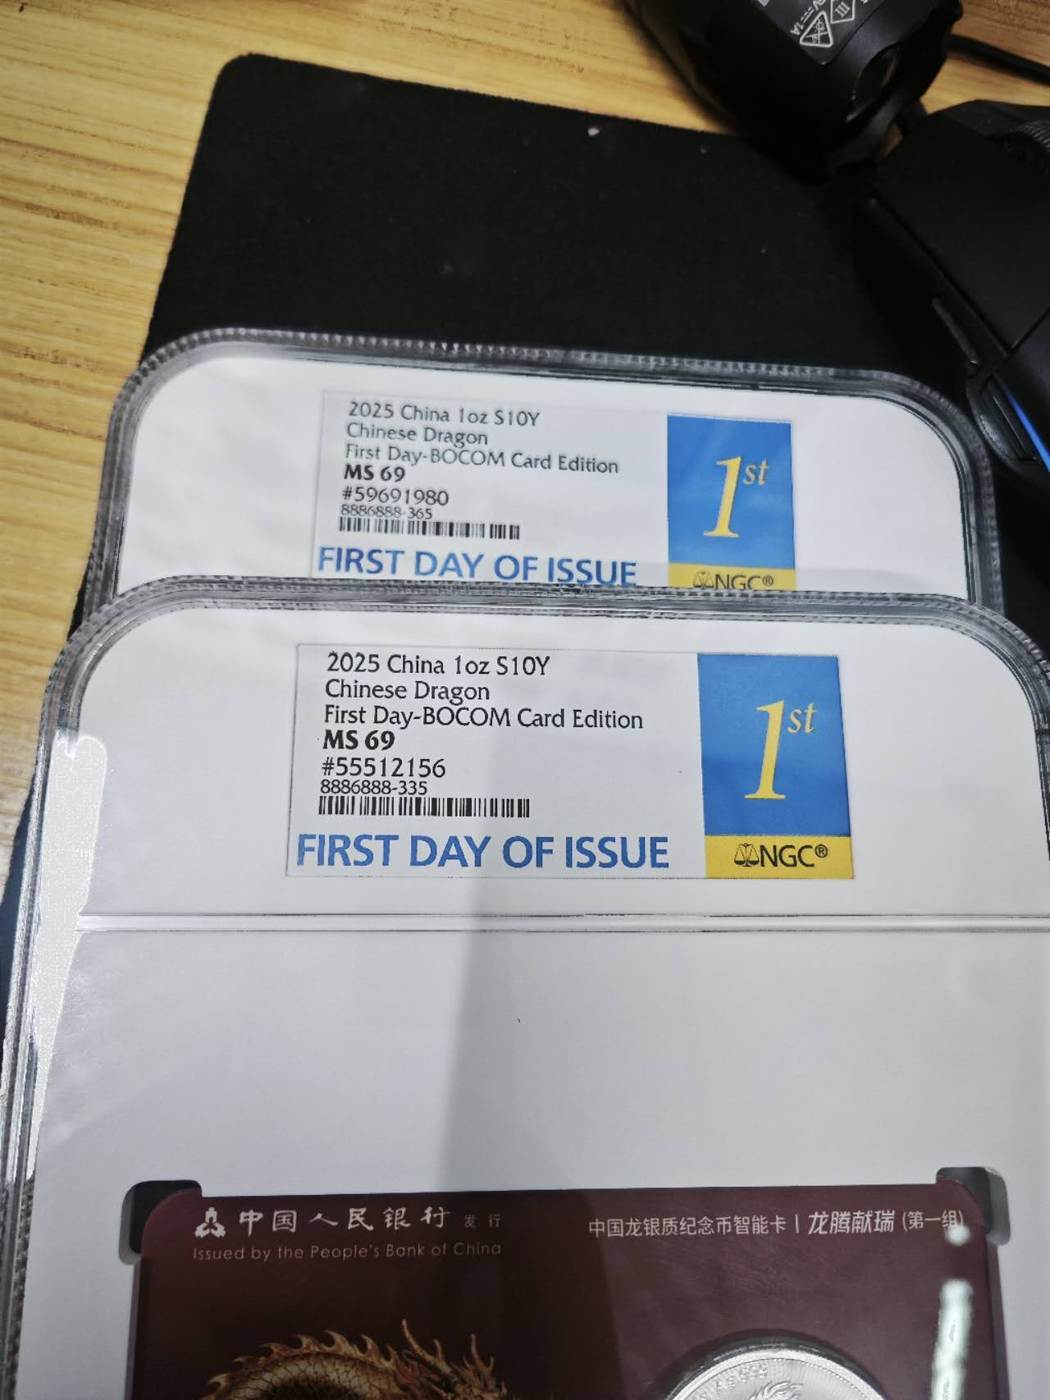 2025 China 1oz S10Y
Chinese Dragon
First Day-BOCOM Card Edition
MS 69
#59691980
8886888-365
FIRST DAY OF ISSUE
1st
NGC®
2025 China 1oz S10Y
Chinese Dragon
First Day-BOCOM Card Edition
MS 69
#55512156
8886888-335
FIRST DAY OF ISSUE
1st
NGC®
中国人民银行 发行
Issued by the People's Bank of China
中国龙银质纪念币智能卡 | 龙腾献瑞 (第一组)